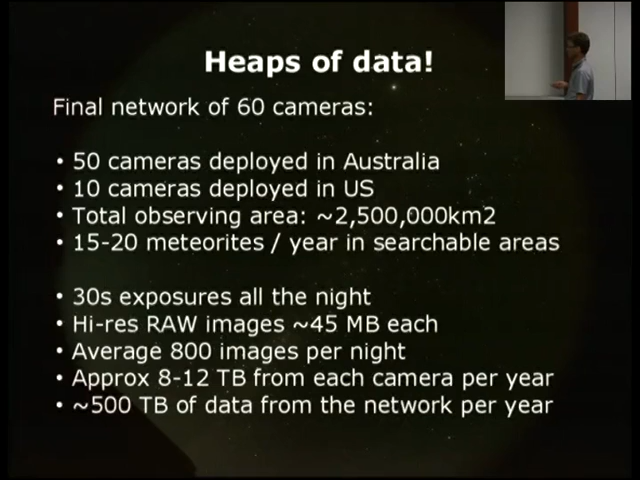 Heaps of data!
Final network of 60 cameras:
• 50 cameras deployed in Australia
• 10 cameras deployed in US
• Total observing area: ~2,500,000km2
• 15-20 meteorites / year in searchable areas
• 30s exposures all the night
• Hi-res RAW images ~45 MB each
• Average 800 images per night
• Approx 8-12 TB from each camera per year
• ~500 TB of data from the network per year